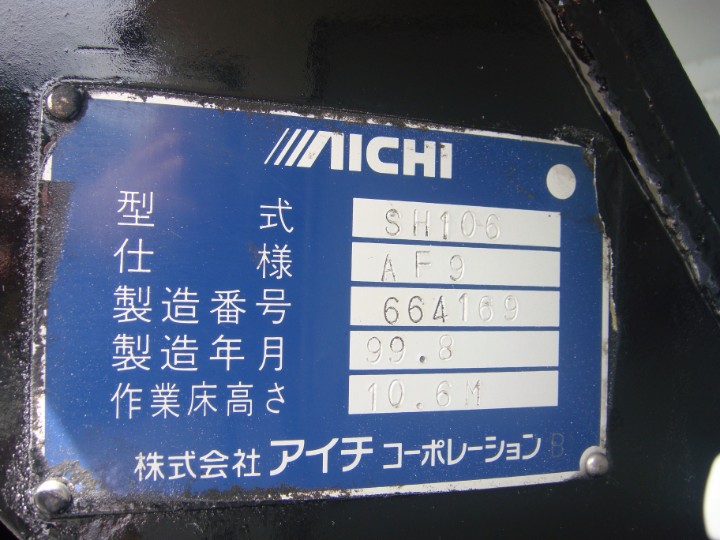 AICHI
型式 SH106
仕様 AF9
製造番号 664169
製造年月 99.8
作業床高さ 10.6M
株式会社 アイチ コーポレーション B